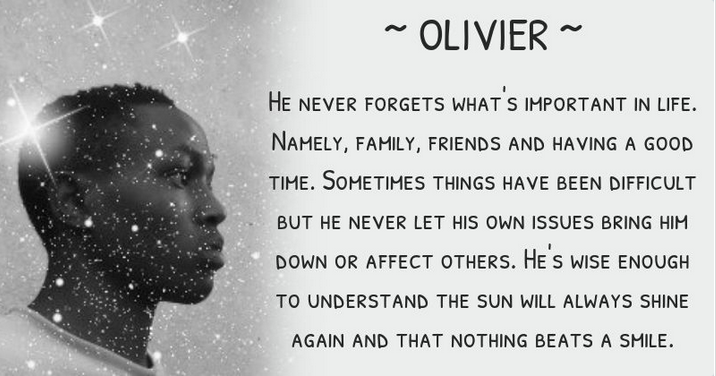 ~ OLIVIER ~
HE NEVER FORGETS WHAT'S IMPORTANT IN LIFE.
NAMELY, FAMILY, FRIENDS AND HAVING A GOOD
TIME. SOMETIMES THINGS HAVE BEEN DIFFICULT
BUT HE NEVER LET HIS OWN ISSUES BRING HIM
DOWN OR AFFECT OTHERS. HE'S WISE ENOUGH
TO UNDERSTAND THE SUN WILL ALWAYS SHINE
AGAIN AND THAT NOTHING BEATS A SMILE.